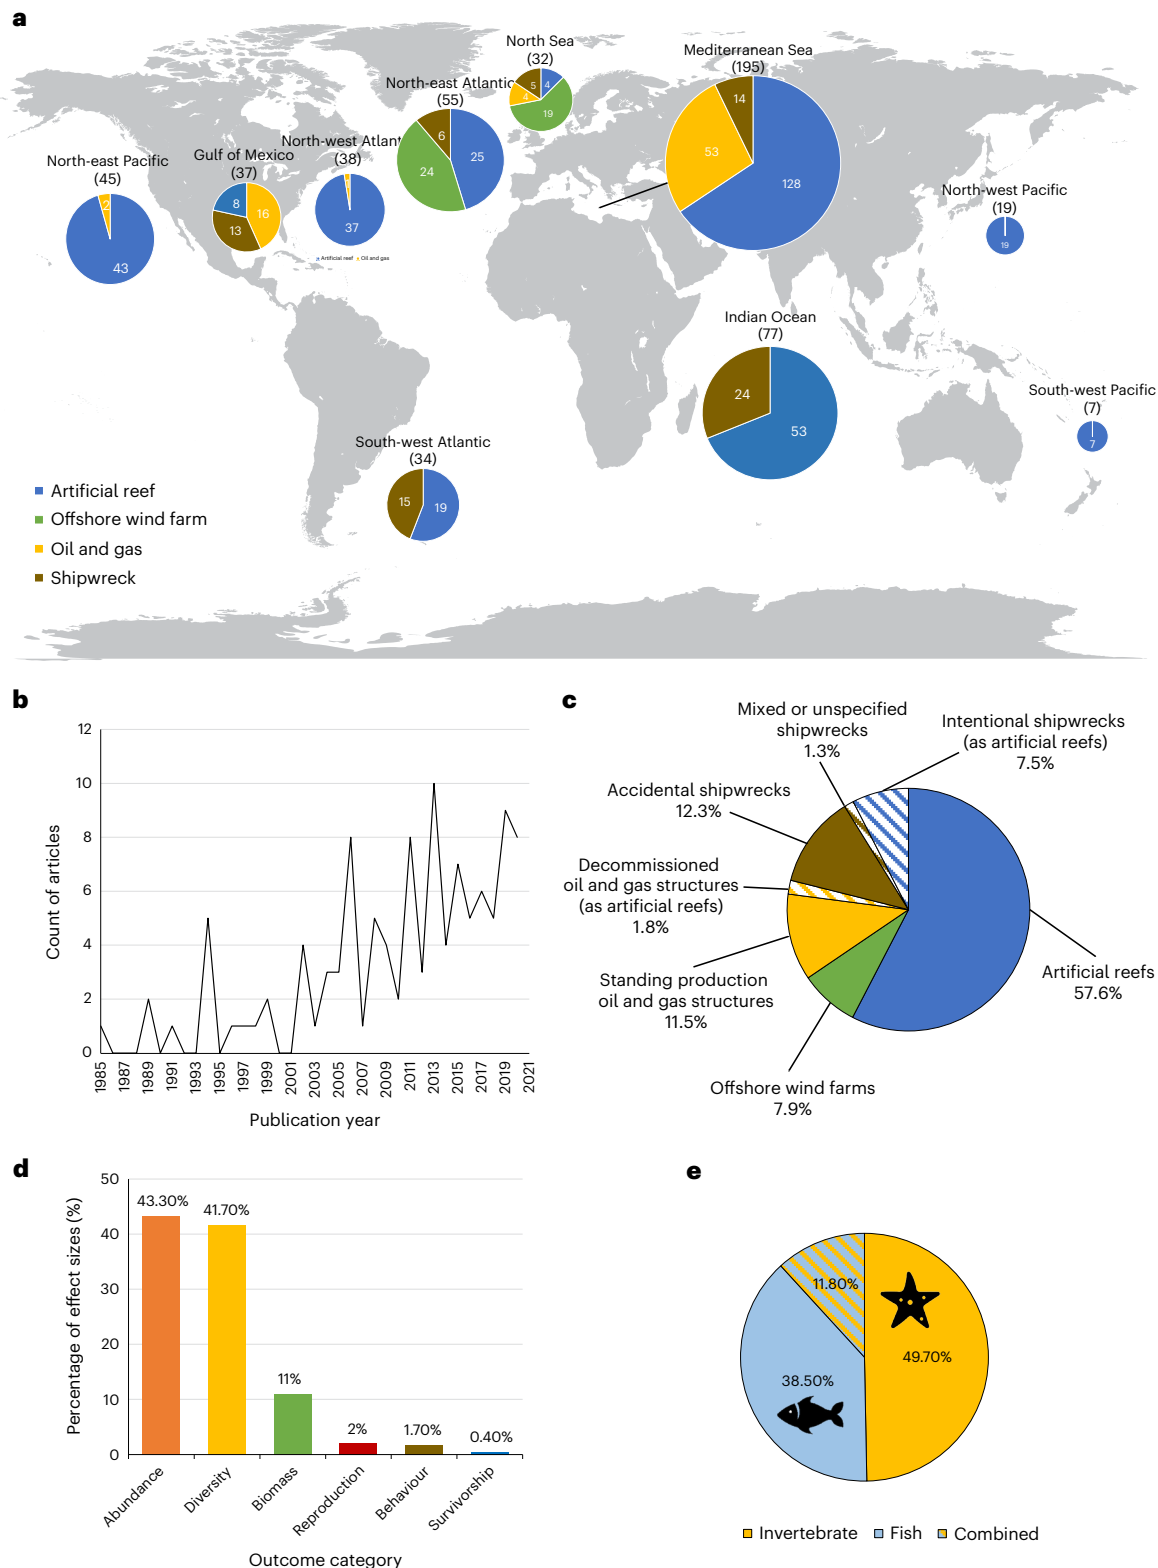 a
North Sea
(32)
5
4
4
19
Mediterranean Sea
(195)
14
53
128
North-east Atlantic
(55)
6
25
24
North-west Atlant
(38)
37
Artificial reef
Oil and gas
Gulf of Mexico
(37)
8
16
13
North-east Pacific
(45)
2
43
North-west Pacific
(19)
19
Indian Ocean
(77)
24
53
South-west Pacific
(7)
7
South-west Atlantic
(34)
15
19
Artificial reef
Offshore wind farm
Oil and gas
Shipwreck
b
Count of articles
12
10
8
6
4
2
0
1985
1987
1989
1991
1993
1995
1997
1999
2001
2003
2005
2007
2009
2011
2013
2015
2017
2019
2021
Publication year
c
Mixed or unspecified
shipwrecks
1.3%
Intentional shipwrecks
(as artificial reefs)
7.5%
Accidental shipwrecks
12.3%
Decommissioned
oil and gas structures
(as artificial reefs)
1.8%
Standing production
oil and gas structures
11.5%
Artificial reefs
57.6%
Offshore wind farms
7.9%
d
Percentage of effect sizes (%)
50
40
30
20
10
0
43.30%
41.70%
11%
2%
1.70%
0.40%
Abundance
Diversity
Biomass
Reproduction
Behaviour
Survivorship
Outcome category
e
11.80%
49.70%
38.50%
Invertebrate
Fish
Combined